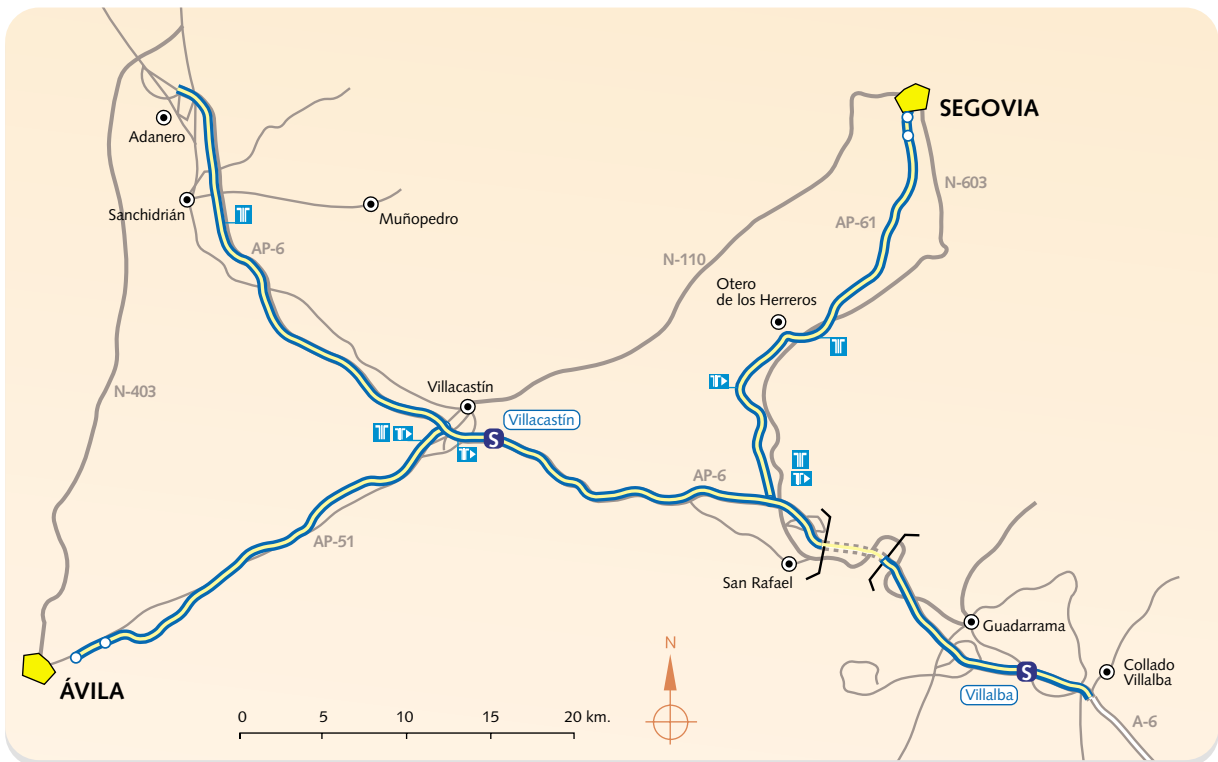 SEGOVIA
Adanero
N-603
Sanchidrián
Muñopedro
AP-61
AP-6
N-110
Otero
de los Herreros
T
T
T
N-403
Villacastín
Villacastín
T
T
S
T
T
T
AP-6
AP-51
San Rafael
Guadarrama
N
S
Collado
Villalba
ÁVILA
Villalba
0 5 10 15 20 km.
A-6